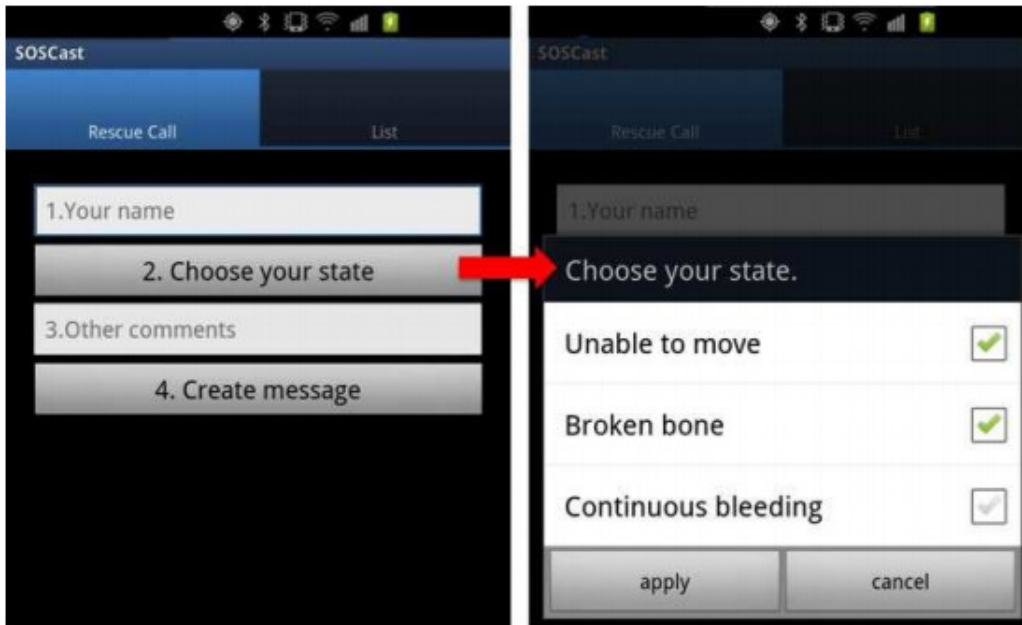 SOSCast
Rescue Call
List
1.Your name
2. Choose your state
3.Other comments
4. Create message
SOSCast
Rescue Call
List
1.Your name
Choose your state.
Unable to move
Broken bone
Continuous bleeding
apply
cancel